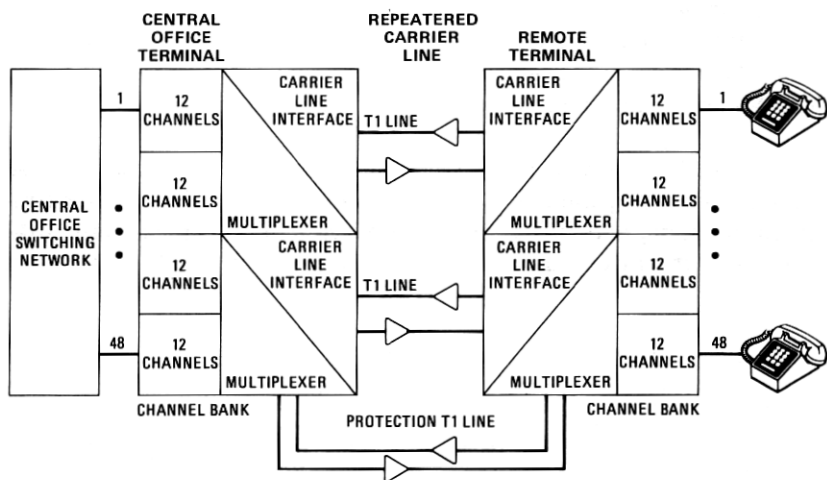 CENTRAL
OFFICE
TERMINAL
REPEATERED
CARRIER
LINE
REMOTE
TERMINAL
CENTRAL
OFFICE
SWITCHING
NETWORK
1
48
12
CHANNELS
12
CHANNELS
12
CHANNELS
12
CHANNELS
CARRIER
LINE
INTERFACE
MULTIPLEXER
CARRIER
LINE
INTERFACE
MULTIPLEXER
CHANNEL BANK
T1 LINE
T1 LINE
PROTECTION T1 LINE
CARRIER
LINE
INTERFACE
MULTIPLEXER
CARRIER
LINE
INTERFACE
MULTIPLEXER
12
CHANNELS
12
CHANNELS
12
CHANNELS
12
CHANNELS
CHANNEL BANK
1
48